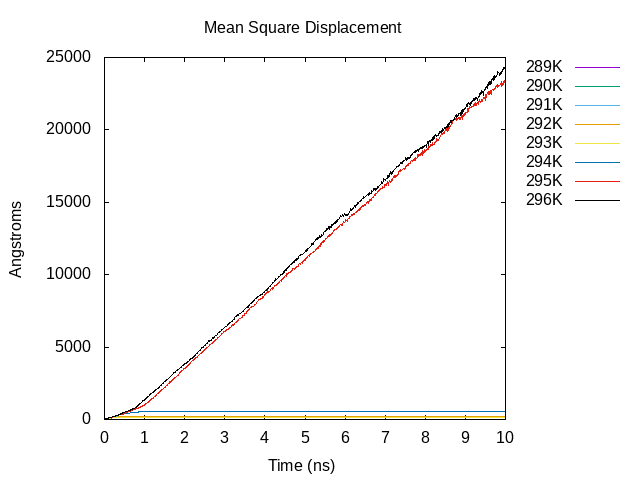 Mean Square Displacement
25000
20000
15000
10000
5000
0
Angstroms
0 1 2 3 4 5 6 7 8 9 10
Time (ns)
289K
290K
291K
292K
293K
294K
295K
296K